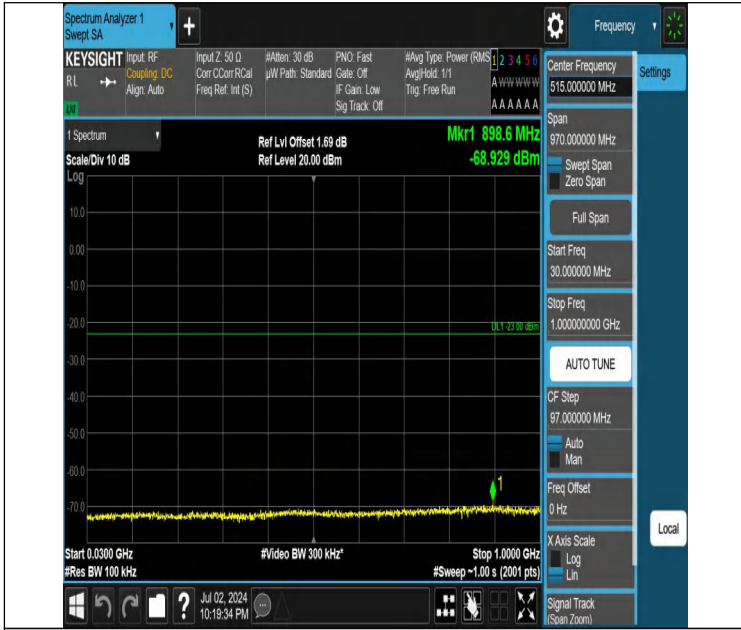 Spectrum Analyzer 1
Swept SA
+
Frequency
KEYSIGHT
RL
Input: RF
Coupling: DC
Align: Auto
Input Z: 50 Ω
Corr CCorr RCal
Freq Ref: Int (S)
#Atten: 30 dB
µW Path: Standard
PNO: Fast
Gate: Off
IF Gain: Low
Sig Track: Off
#Avg Type: Power (RMS
Avg|Hold: 1/1
Trig: Free Run
1 2 3 4 5 6
A W W W W W
A A A A A A
1 Spectrum
Scale/Div 10 dB
Ref Lvl Offset 1.69 dB
Ref Level 20.00 dBm
Mkr1 898.6 MHz
-68.929 dBm
Log
10.0
0.00
-10.0
-20.0
DL1 -23.00 dBm
-30.0
-40.0
-50.0
-60.0
1
-70.0
Start 0.0300 GHz
#Video BW 300 kHz*
Stop 1.0000 GHz
#Res BW 100 kHz
#Sweep ~1.00 s (2001 pts)
?
Jul 02, 2024
10:19:34 PM
Center Frequency
515.000000 MHz
Settings
Span
970.000000 MHz
Swept Span
Zero Span
Full Span
Start Freq
30.000000 MHz
Stop Freq
1.000000000 GHz
AUTO TUNE
CF Step
97.000000 MHz
Auto
Man
Freq Offset
0 Hz
Local
X Axis Scale
Log
Lin
Signal Track
(Span Zoom)